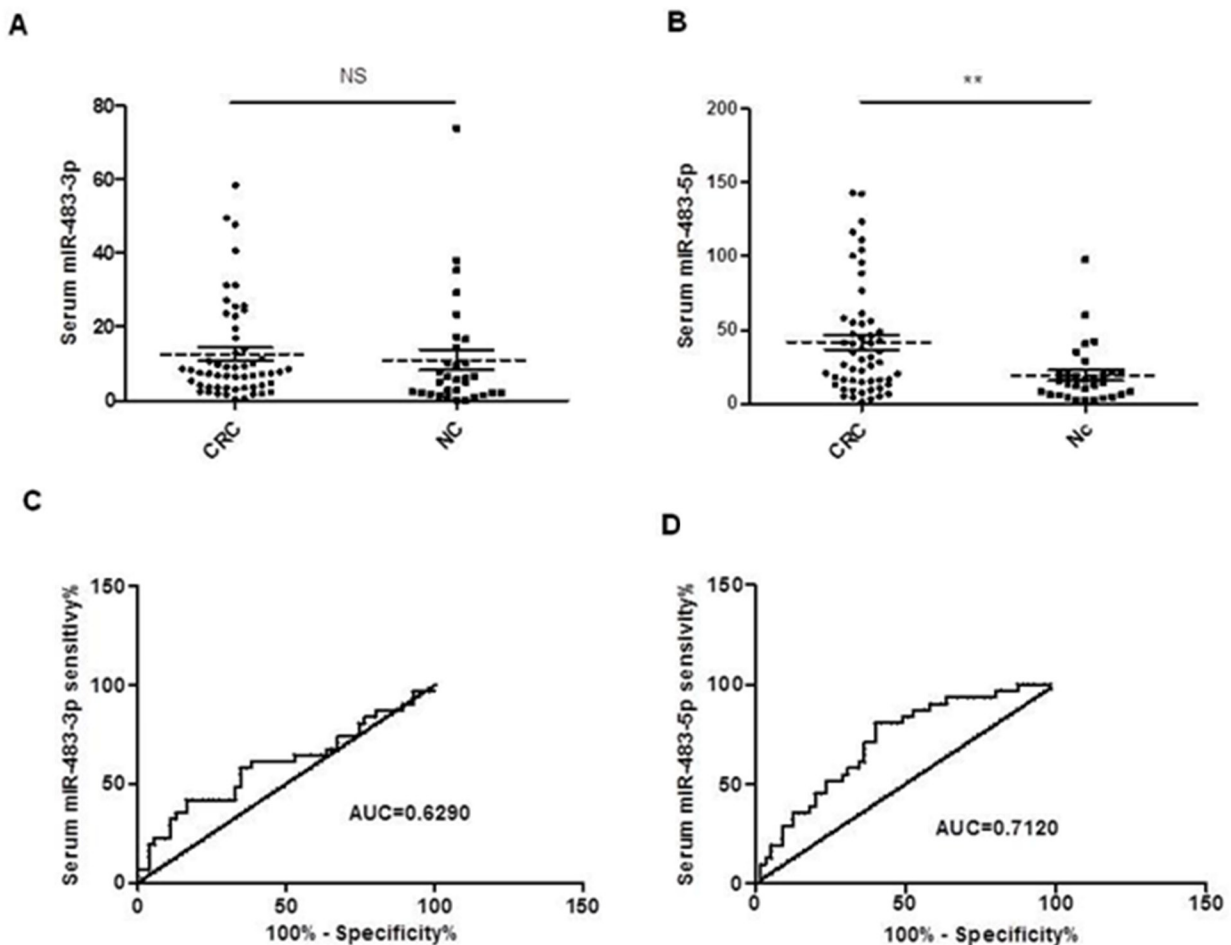 A
B
NS
**
Serum mIR-483-3p
80
60
40
20
0
CRC
NC
Serum mIR-483-5p
200
150
100
50
0
CRC
Nc
C
D
Serum miR-483-3p sensitivy%
150
100
50
0
AUC=0.6290
0
50
100
150
100% - Specificity%
Serum miR-483-5p sensivity%
150
100
50
0
AUC=0.7120
0
50
100
150
100% - Specificity%